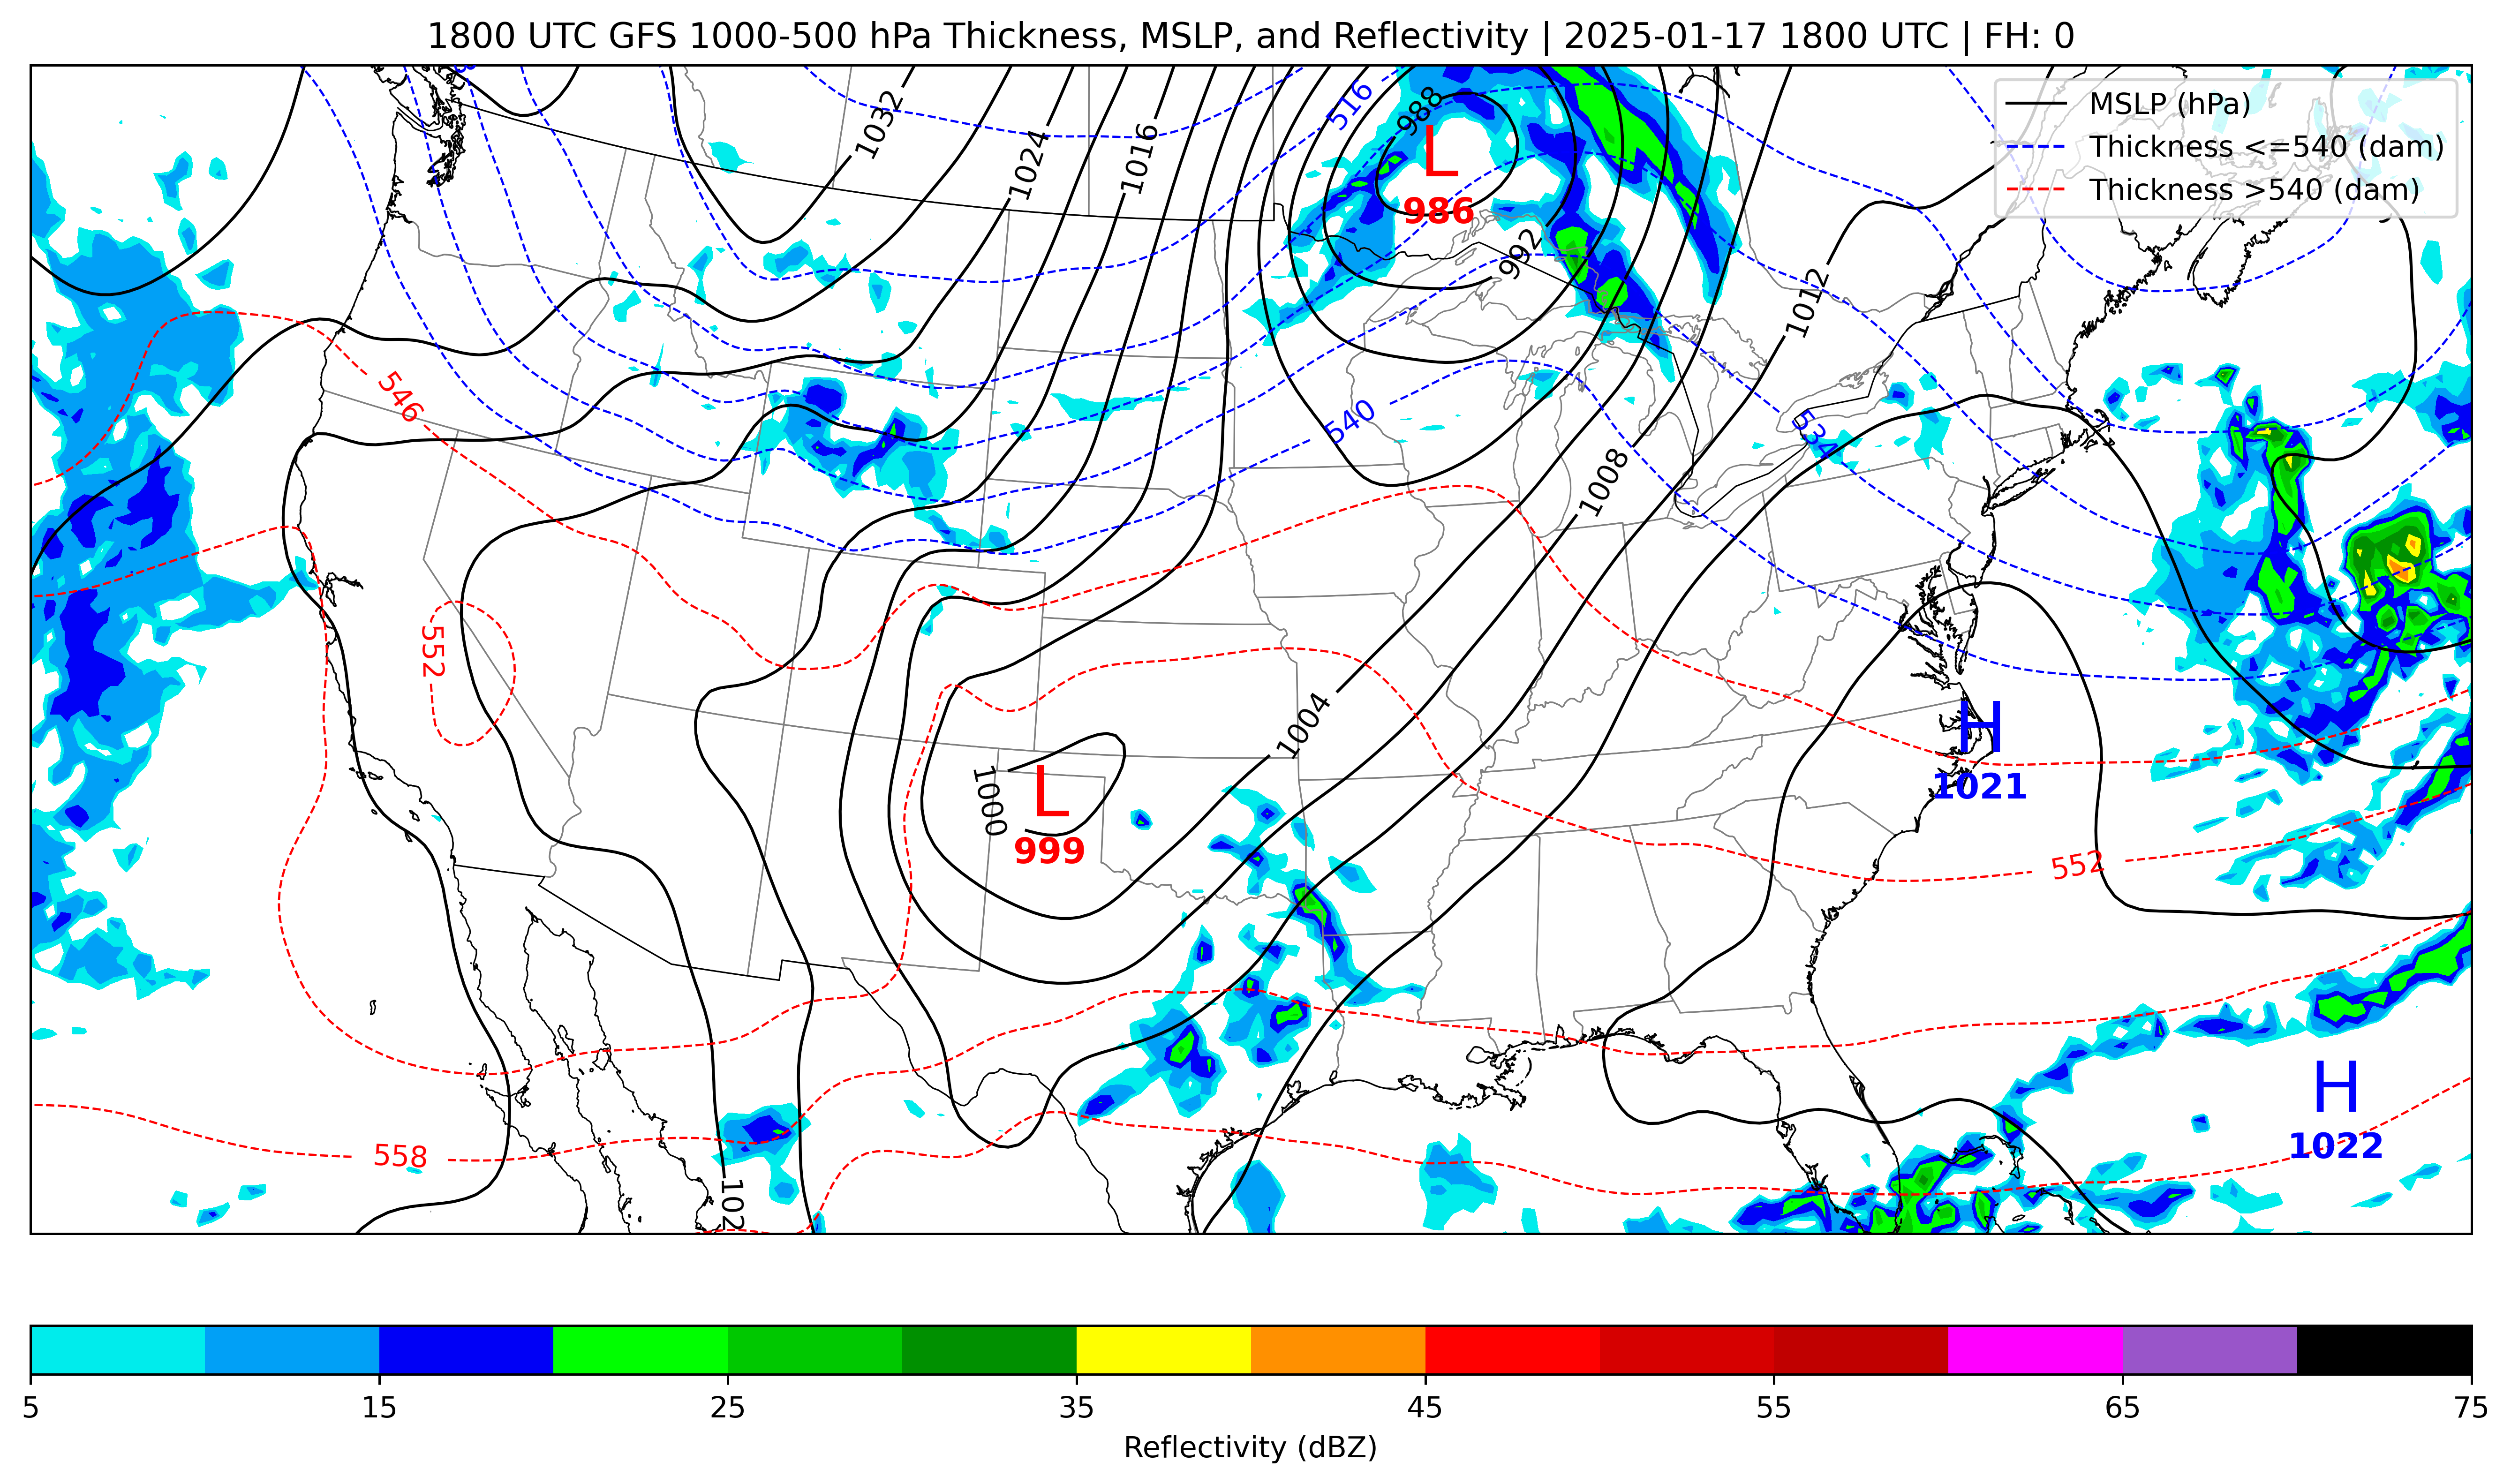 1800 UTC GFS 1000-500 hPa Thickness, MSLP, and Reflectivity | 2025-01-17 1800 UTC | FH: 0
MSLP (hPa)
Thickness <=540 (dam)
Thickness >540 (dam)
1032
1024
1016
516
988
L
986
992
1012
546
540
534
1008
552
1004
H
1021
1000
L
999
552
H
1022
558
102
5 15 25 35 45 55 65 75
Reflectivity (dBZ)